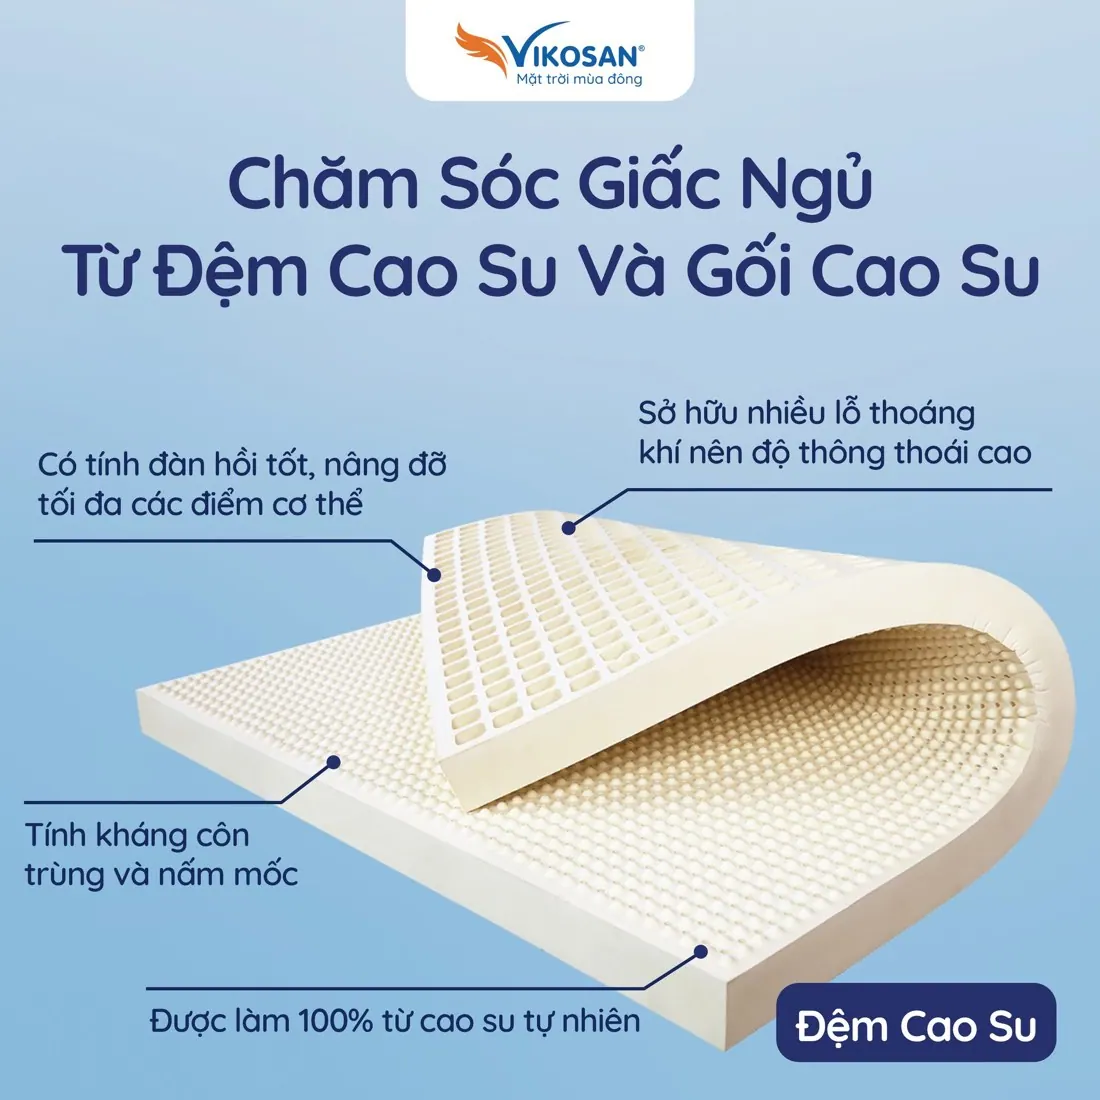 VIKOSAN®
Mặt trời mùa đông
Chăm Sóc Giấc Ngủ
Từ Đệm Cao Su Và Gối Cao Su
Sở hữu nhiều lỗ thoáng
khí nên độ thông thoái cao
Có tính đàn hồi tốt, nâng đỡ
tối đa các điểm cơ thể
Tính kháng côn
trùng và nấm mốc
Được làm 100% từ cao su tự nhiên
Đệm Cao Su